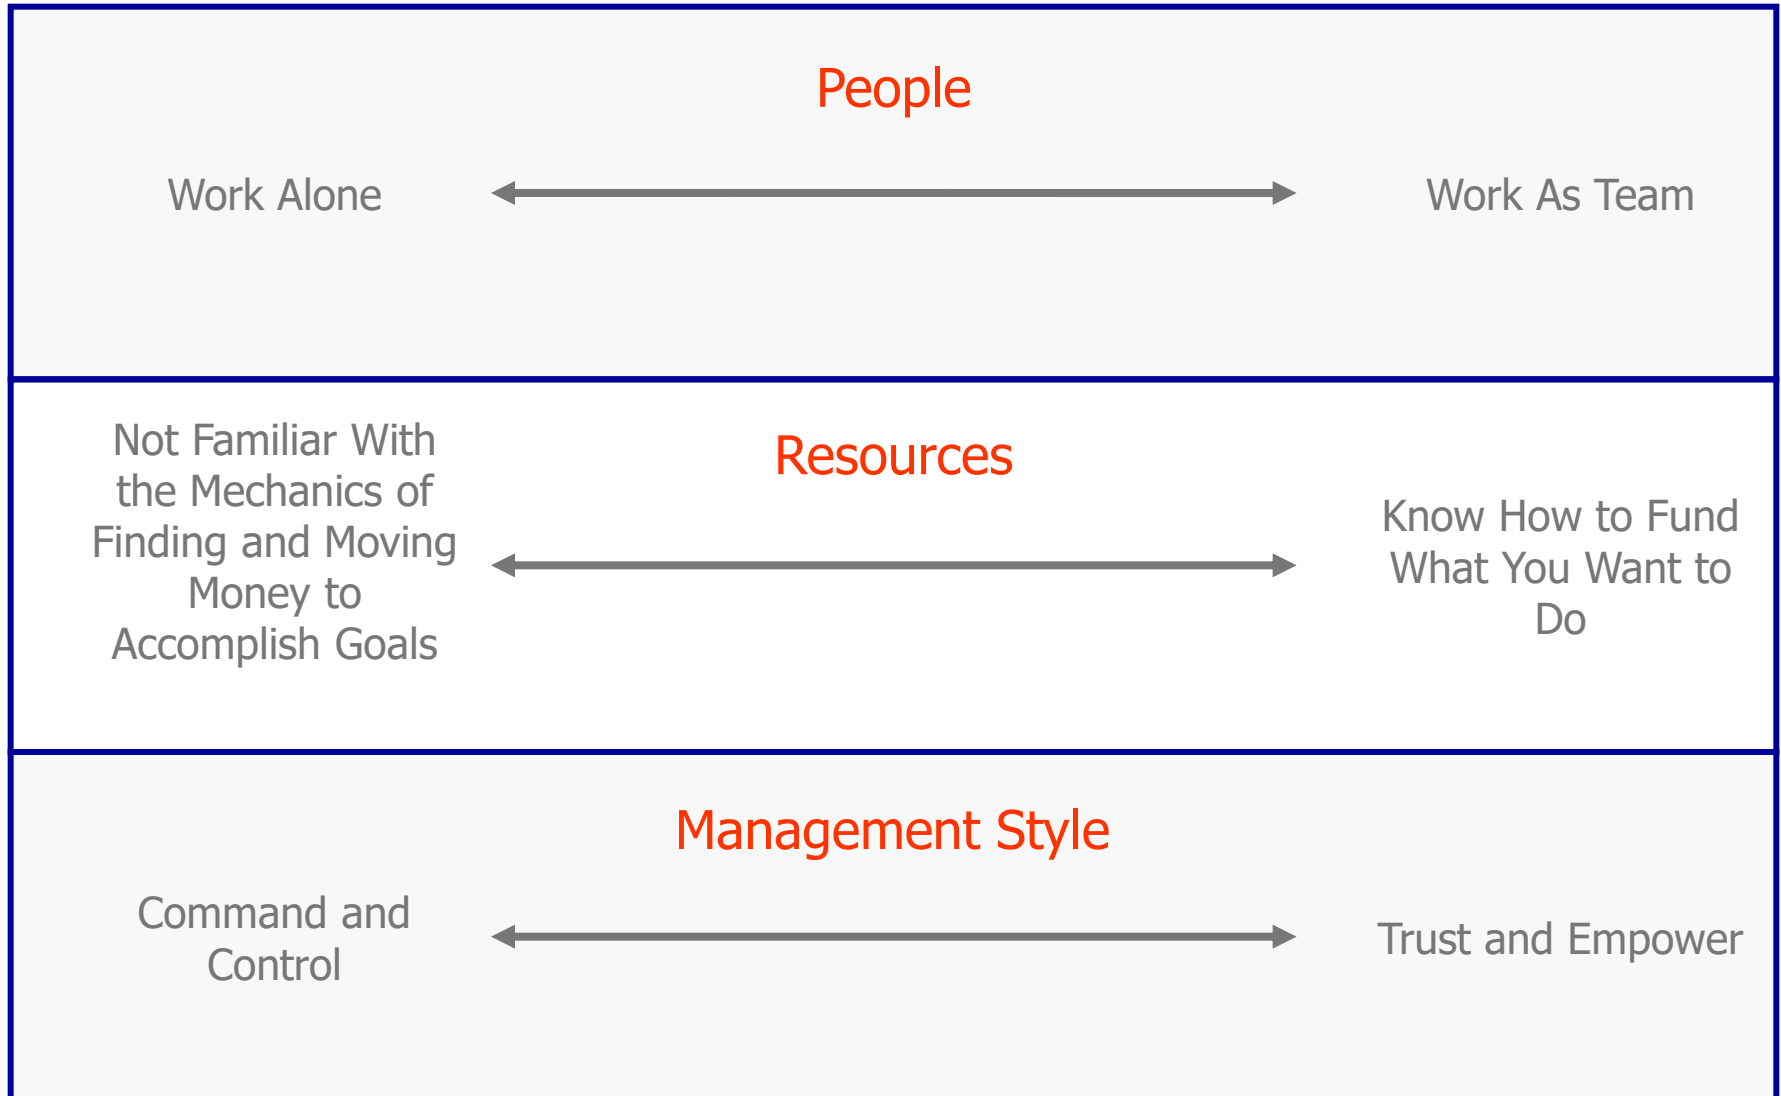 People
Work Alone
Work As Team
Resources
Not Familiar With
the Mechanics of
Finding and Moving
Money to
Accomplish Goals
Know How to Fund
What You Want to
Do
Management Style
Command and
Control
Trust and Empower